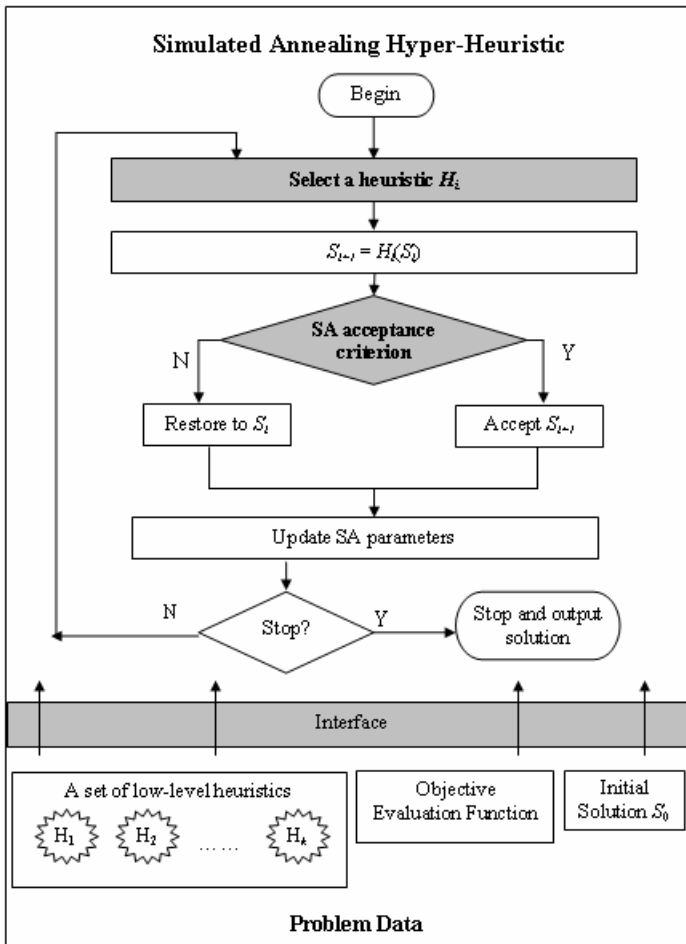 Simulated Annealing Hyper-Heuristic
Begin
Select a heuristic Hi
Si+1 = Hi(Si)
SA acceptance
criterion
N
Y
Restore to Si
Accept Si+1
Update SA parameters
N
Stop?
Y
Stop and output
solution
Interface
A set of low-level heuristics
H1
H2
... ...
Hk
Objective
Evaluation Function
Initial
Solution S0
Problem Data